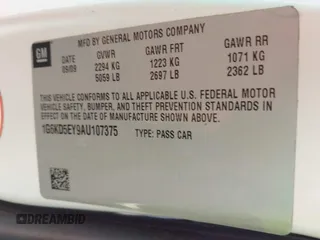 MFD BY GENERAL MOTORS COMPANY
GM
DATE GVWR GAWR FRT GAWR RR
09/09 2294 KG 1223 KG 1071 KG
5059 LB 2697 LB 2362 LB
THIS VEHICLE CONFORMS TO ALL APPLICABLE U.S. FEDERAL MOTOR
VEHICLE SAFETY, BUMPER, AND THEFT PREVENTION STANDARDS IN
EFFECT ON THE DATE OF MANUFACTURE SHOWN ABOVE.
1G6KD5EY9AU107375 TYPE: PASS CAR
DREAMBID